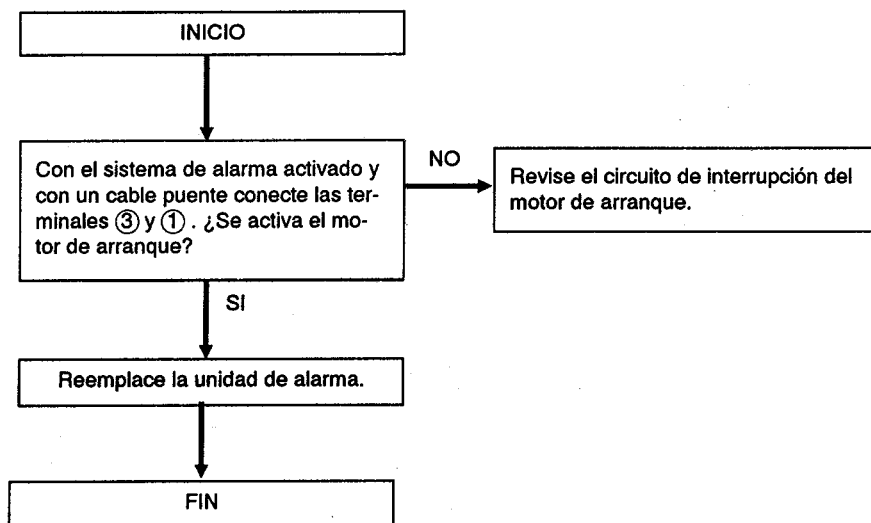 INICIO
Con el sistema de alarma activado y
con un cable puente conecte las ter-
minales ③ y ① . ¿Se activa el mo-
tor de arranque?
NO
Revise el circuito de interrupción del
motor de arranque.
SI
Reemplace la unidad de alarma.
FIN